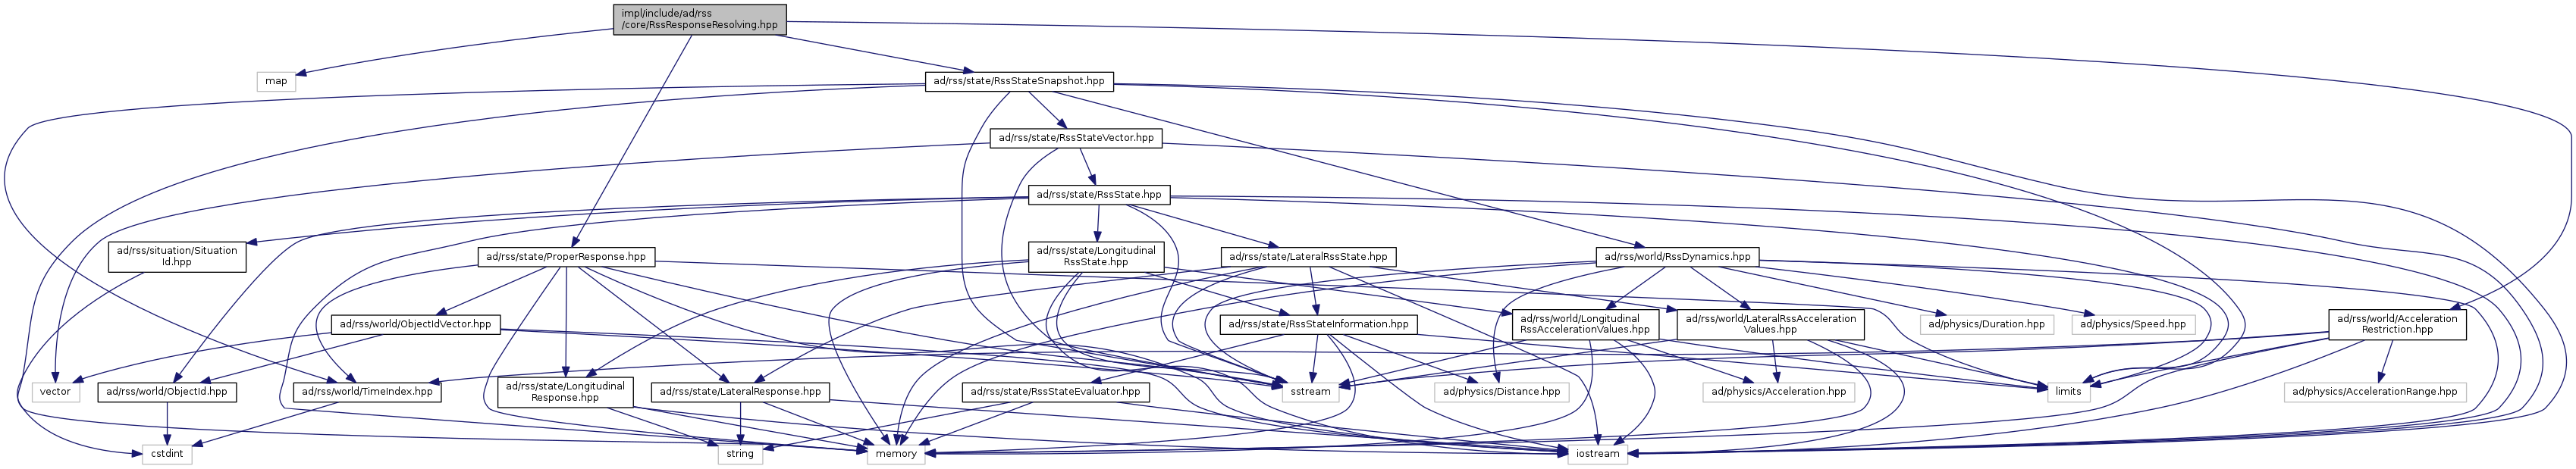 impl/include/ad/rss
/core/RssResponseResolving.hpp
map
ad/rss/state/RssStateSnapshot.hpp
ad/rss/state/RssStateVector.hpp
ad/rss/state/RssState.hpp
ad/rss/situation/Situation
Id.hpp
ad/rss/state/ProperResponse.hpp
ad/rss/state/Longitudinal
RssState.hpp
ad/rss/state/LateralRssState.hpp
ad/rss/world/RssDynamics.hpp
ad/rss/world/ObjectIdVector.hpp
ad/rss/state/RssStateInformation.hpp
ad/rss/world/Longitudinal
RssAccelerationValues.hpp
ad/rss/world/LateralRssAcceleration
Values.hpp
ad/physics/Duration.hpp
ad/physics/Speed.hpp
ad/rss/world/Acceleration
Restriction.hpp
vector
ad/rss/world/ObjectId.hpp
ad/rss/world/TimeIndex.hpp
ad/rss/state/Longitudinal
Response.hpp
ad/rss/state/LateralResponse.hpp
ad/rss/state/RssStateEvaluator.hpp
sstream
ad/physics/Distance.hpp
ad/physics/Acceleration.hpp
limits
ad/physics/AccelerationRange.hpp
cstdint
string
memory
iostream